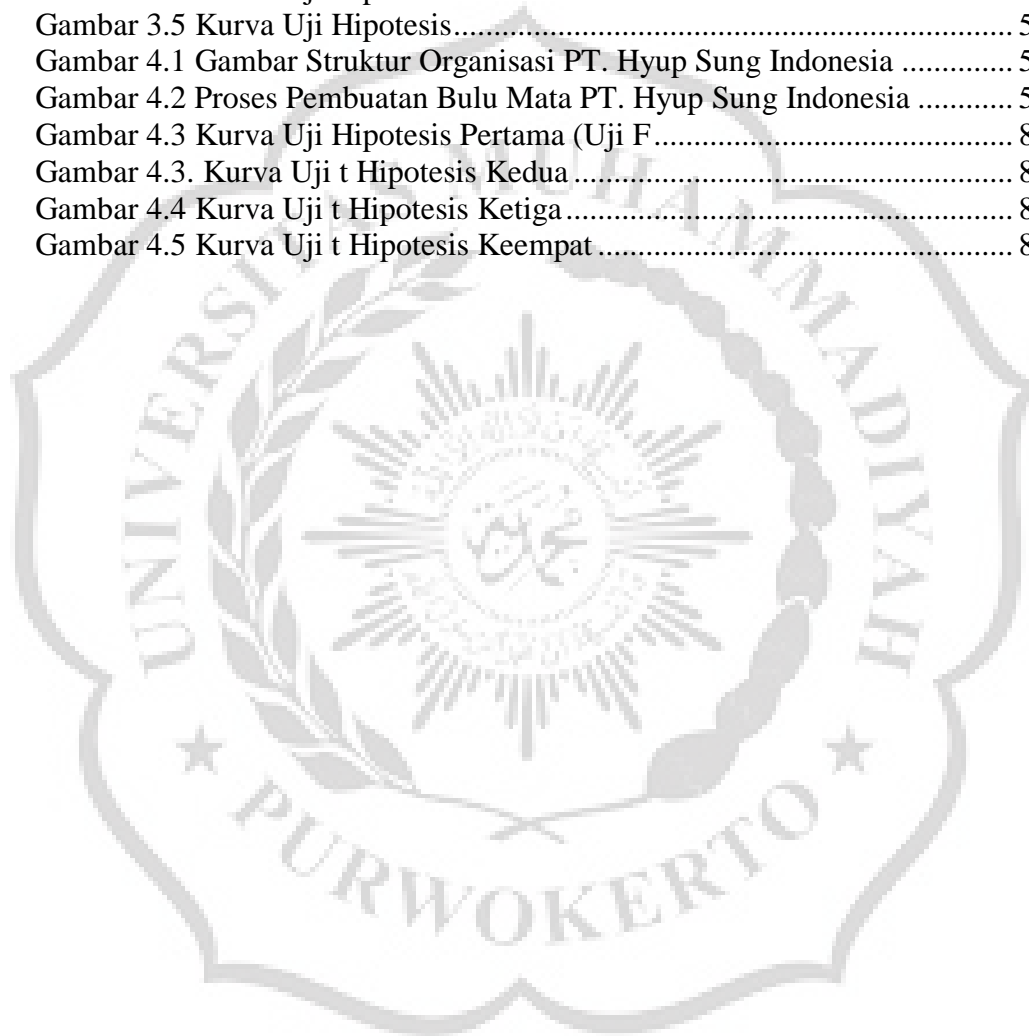 Gambar 3.5 Kurva Uji Hipotesis.......................................................................5
Gambar 4.1 Gambar Struktur Organisasi PT. Hyup Sung Indonesia ..............5
Gambar 4.2 Proses Pembuatan Bulu Mata PT. Hyup Sung Indonesia ............5
Gambar 4.3 Kurva Uji Hipotesis Pertama (Uji F.............................................8
Gambar 4.3. Kurva Uji t Hipotesis Kedua .......................................................8
Gambar 4.4 Kurva Uji t Hipotesis Ketiga........................................................8
Gambar 4.5 Kurva Uji t Hipotesis Keempat ....................................................8
UNIVERSITAS MUHAMMADIYAH
PURWOKERTO